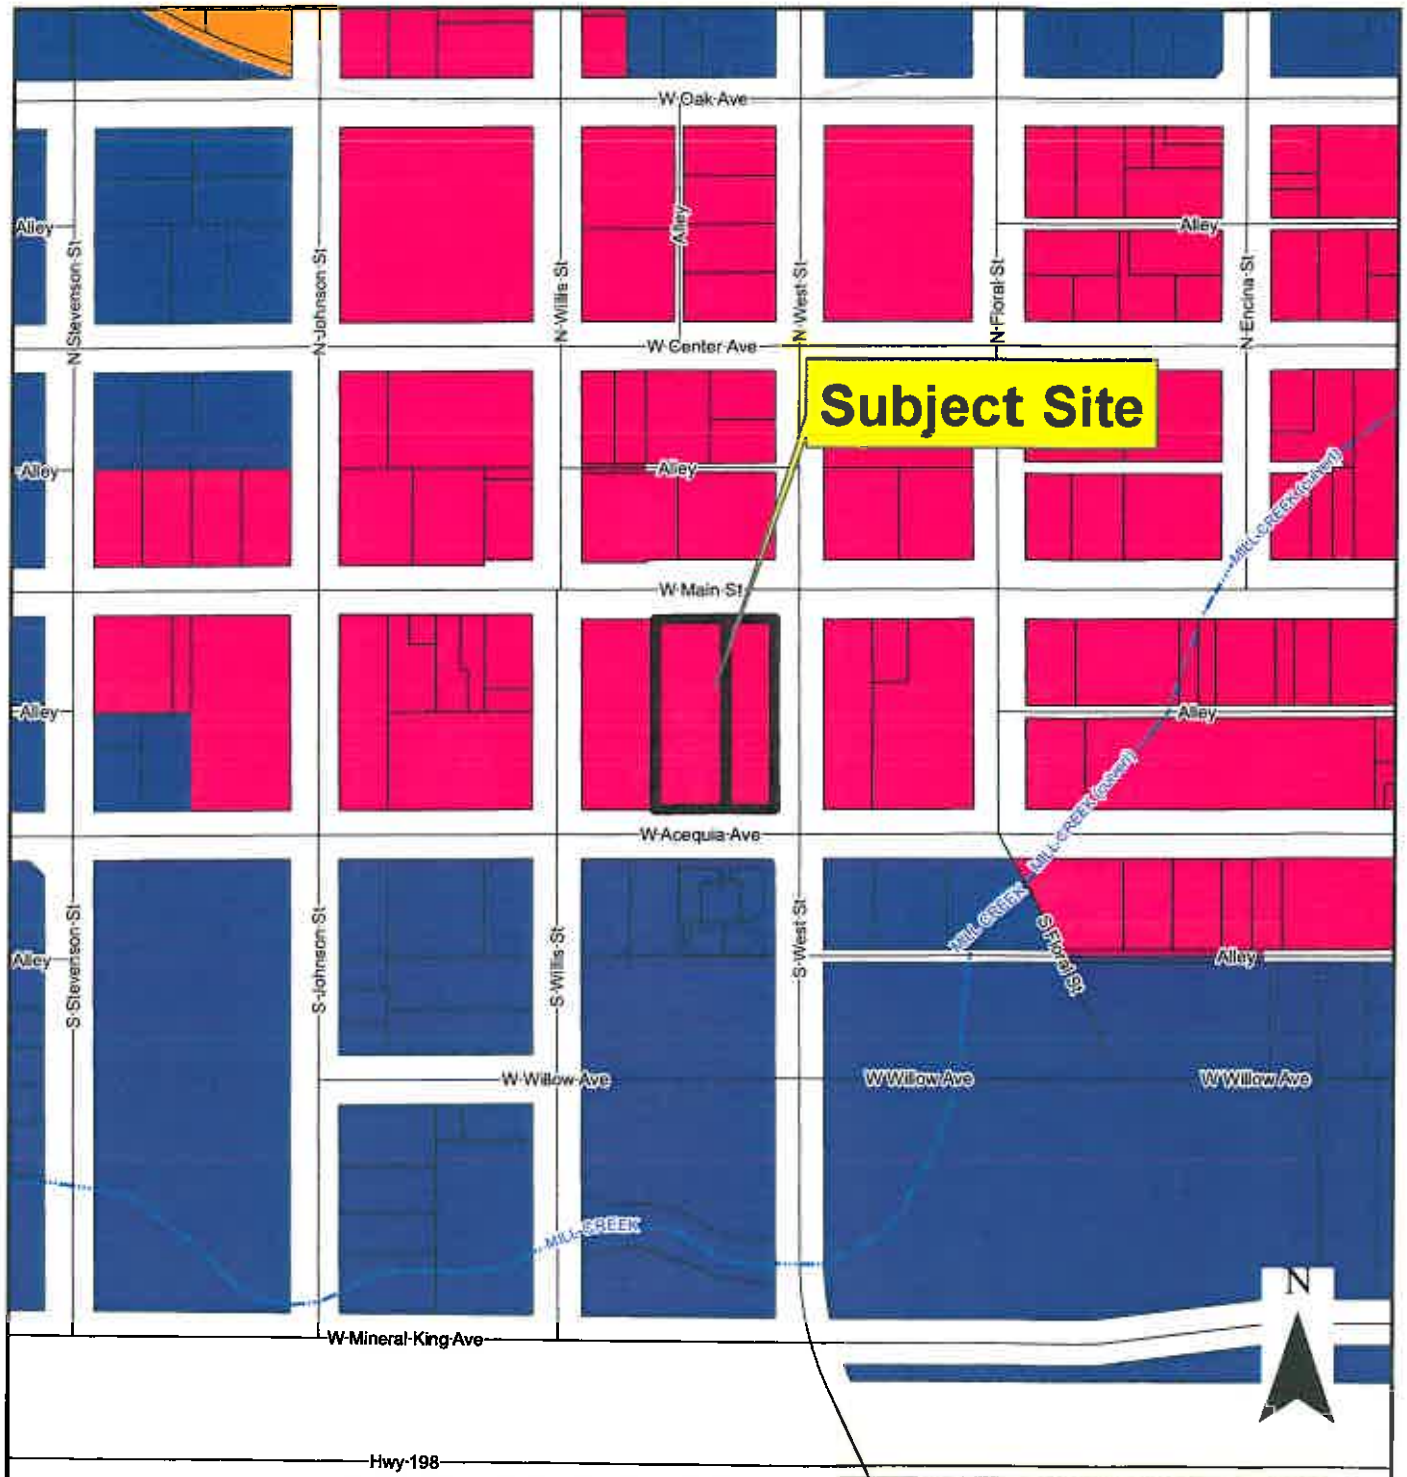 W Oak Ave
Alley
Alley
Alley
N Stevenson St
N Johnson St
N Willis St
N West St
N Floral St
N Encina St
W Center Ave
Subject Site
Alley
Alley
MILL CREEK (culvert)
W Main St
Alley
Alley
MILL CREEK (culvert)
W Acequia Ave
MILL CREEK
S Floral St
Alley
Alley
S Stevenson St
S Johnson St
S Willis St
S West St
W Willow Ave
W Willow Ave
W Willow Ave
MILL CREEK
N
W Mineral King Ave
Hwy 198